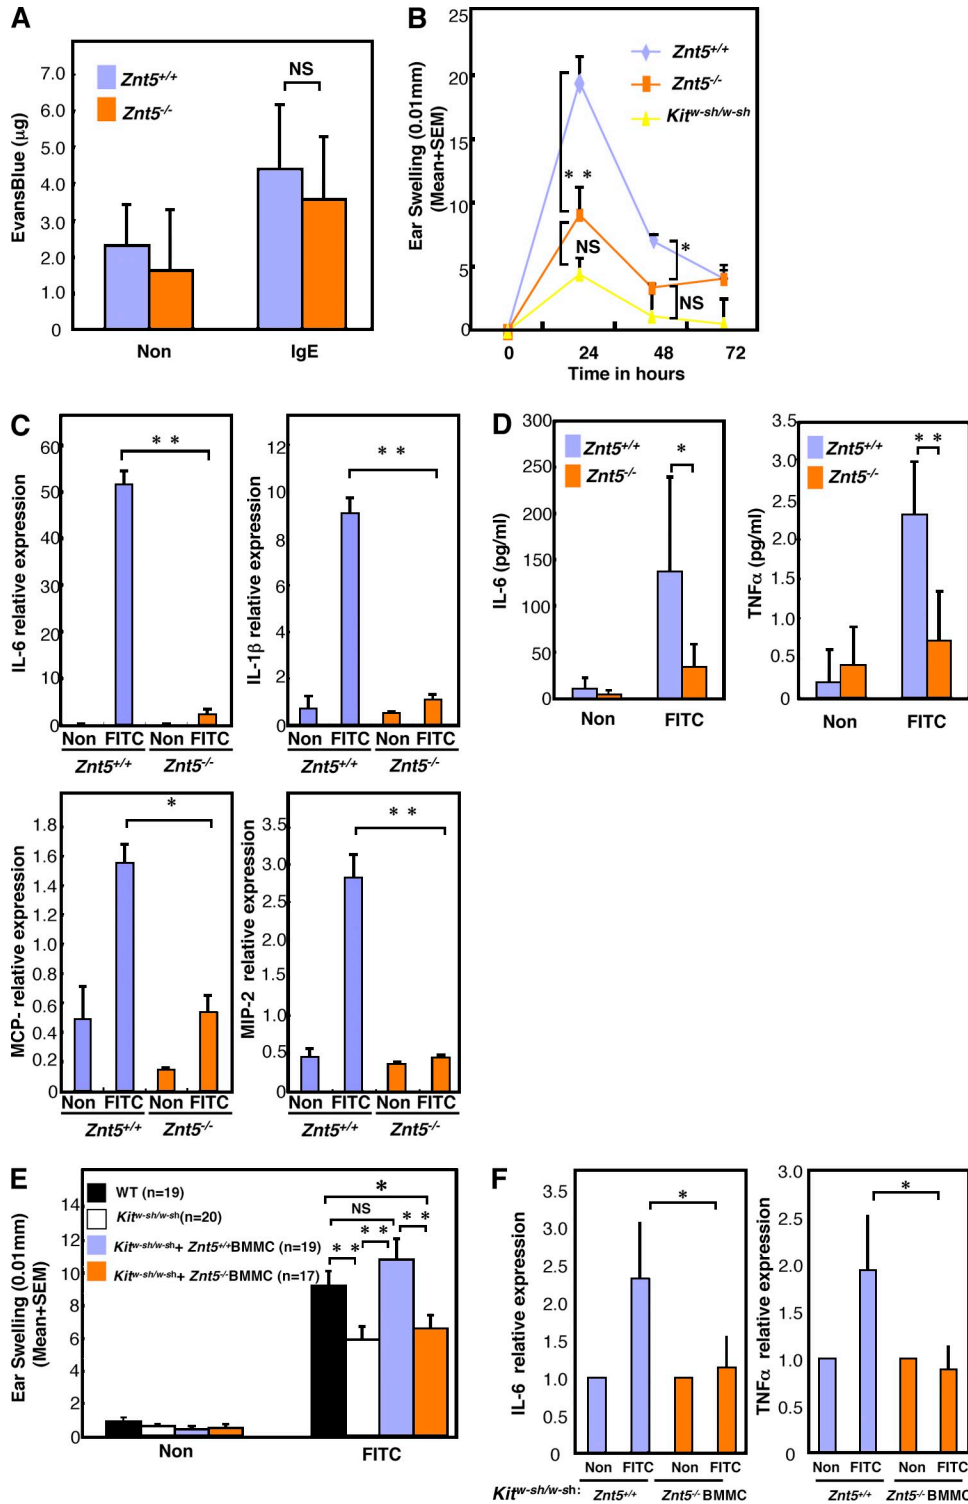 A
EvansBlue (μg)
7.0
6.0
5.0
4.0
3.0
2.0
1.0
0
Znt5+/+
Znt5-/-
NS
Non
IgE
B
Ear Swelling (0.01mm)
(Mean+SEM)
25
20
15
10
5
0
Znt5+/+
Znt5-/-
Kitw-sh/w-sh
* *
NS
*
NS
0
24
48
72
Time in hours
C
IL-6 relative expression
60
50
40
30
20
10
0
* *
Non FITC Non FITC
Znt5+/+ Znt5-/-
IL-1β relative expression
12
10
8
6
4
2
0
* *
Non FITC Non FITC
Znt5+/+ Znt5-/-
MCP- relative expression
1.8
1.6
1.4
1.2
1.0
0.8
0.6
0.4
0.2
0
*
Non FITC Non FITC
Znt5+/+ Znt5-/-
MIP-2 relative expression
3.5
3.0
2.5
2.0
1.5
1.0
0.5
0
* *
Non FITC Non FITC
Znt5+/+ Znt5-/-
D
IL-6 (pg/ml)
300
250
200
150
100
50
0
Znt5+/+
Znt5-/-
*
Non
FITC
TNFα (pg/ml)
3.5
3.0
2.5
2.0
1.5
1.0
0.5
0
Znt5+/+
Znt5-/-
* *
Non
FITC
E
Ear Swelling (0.01mm)
(Mean+SEM)
14
12
10
8
6
4
2
0
WT (n=19)
Kitw-sh/w-sh(n=20)
Kitw-sh/w-sh+ Znt5+/+BMMC (n=19)
Kitw-sh/w-sh+ Znt5-/-BMMC (n=17)
*
NS
* *
* *
* *
Non
FITC
F
IL-6 relative expression
3.5
3.0
2.5
2.0
1.5
1.0
0.5
0
*
Non FITC Non FITC
Kitw-sh/w-sh: Znt5+/+ Znt5-/- BMMC
TNFα relative expression
3.0
2.5
2.0
1.5
1.0
0.5
0
*
Non FITC Non FITC
Znt5+/+ Znt5-/- BMMC